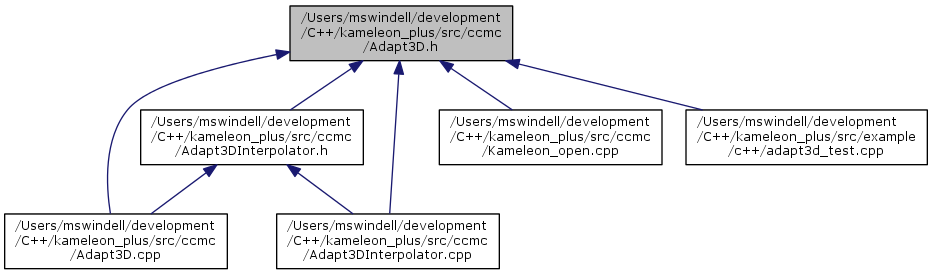 /Users/mswindell/development
/C++/kameleon_plus/src/ccmc
/Adapt3D.h
/Users/mswindell/development
/C++/kameleon_plus/src/ccmc
/Adapt3DInterpolator.h
/Users/mswindell/development
/C++/kameleon_plus/src/ccmc
/Kameleon_open.cpp
/Users/mswindell/development
/C++/kameleon_plus/src/example
/c++/adapt3d_test.cpp
/Users/mswindell/development
/C++/kameleon_plus/src/ccmc
/Adapt3D.cpp
/Users/mswindell/development
/C++/kameleon_plus/src/ccmc
/Adapt3DInterpolator.cpp